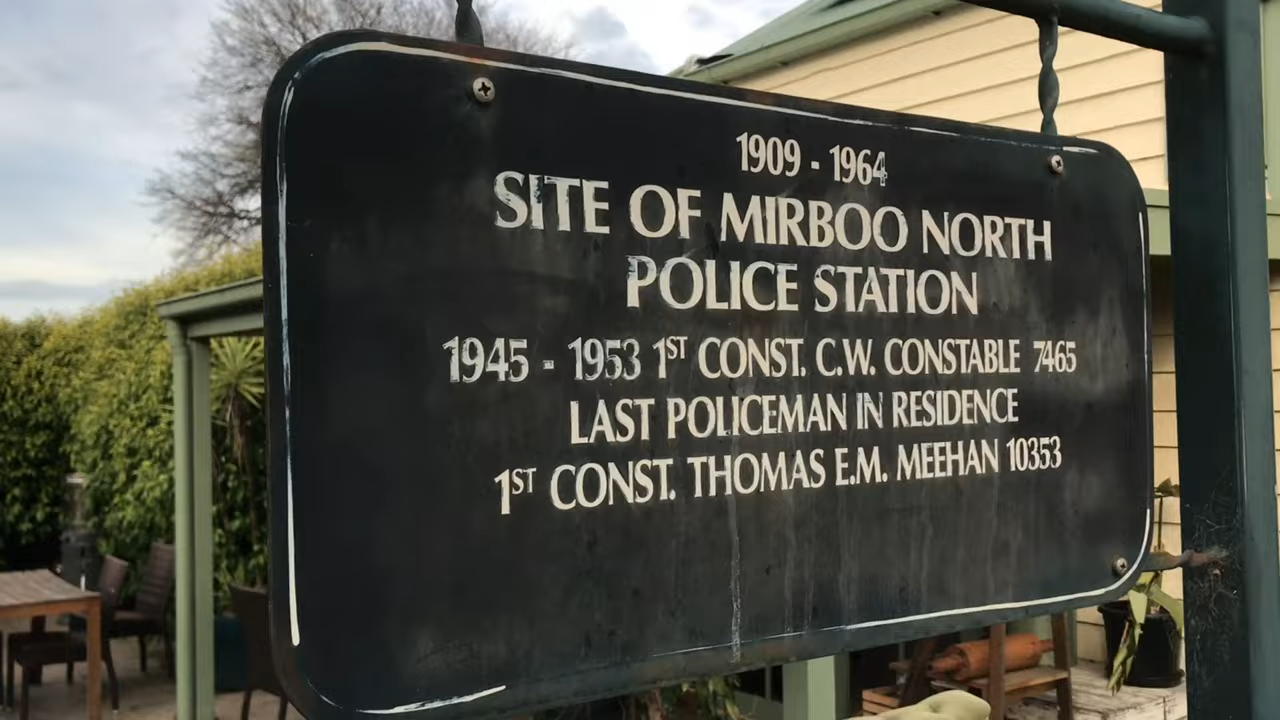 1909 - 1964
SITE OF MIRBOO NORTH
POLICE STATION
1945 - 1953 1ST CONST. C.W. CONSTABLE 7465
LAST POLICEMAN IN RESIDENCE
1ST CONST. THOMAS E.M. MEEHAN 10353